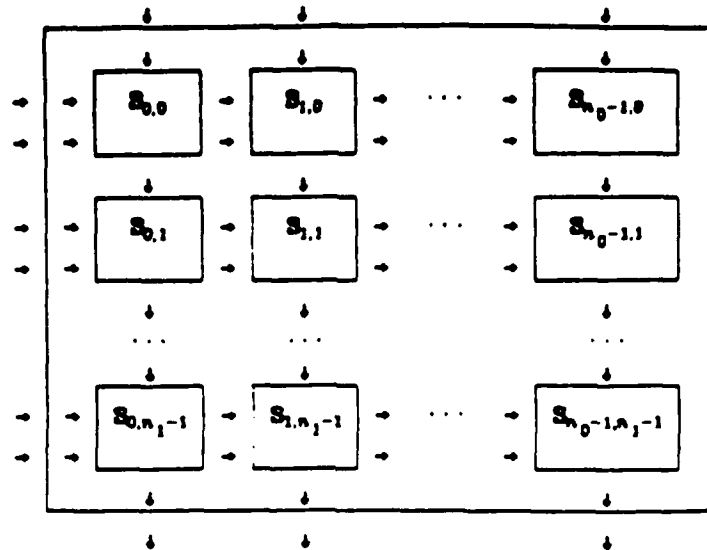 S0,0 S1,0 ... Sn0-1,0
S0,1 S1,1 ... Sn0-1,1
... ... ...
S0,n1-1 S1,n1-1 ... Sn0-1,n1-1